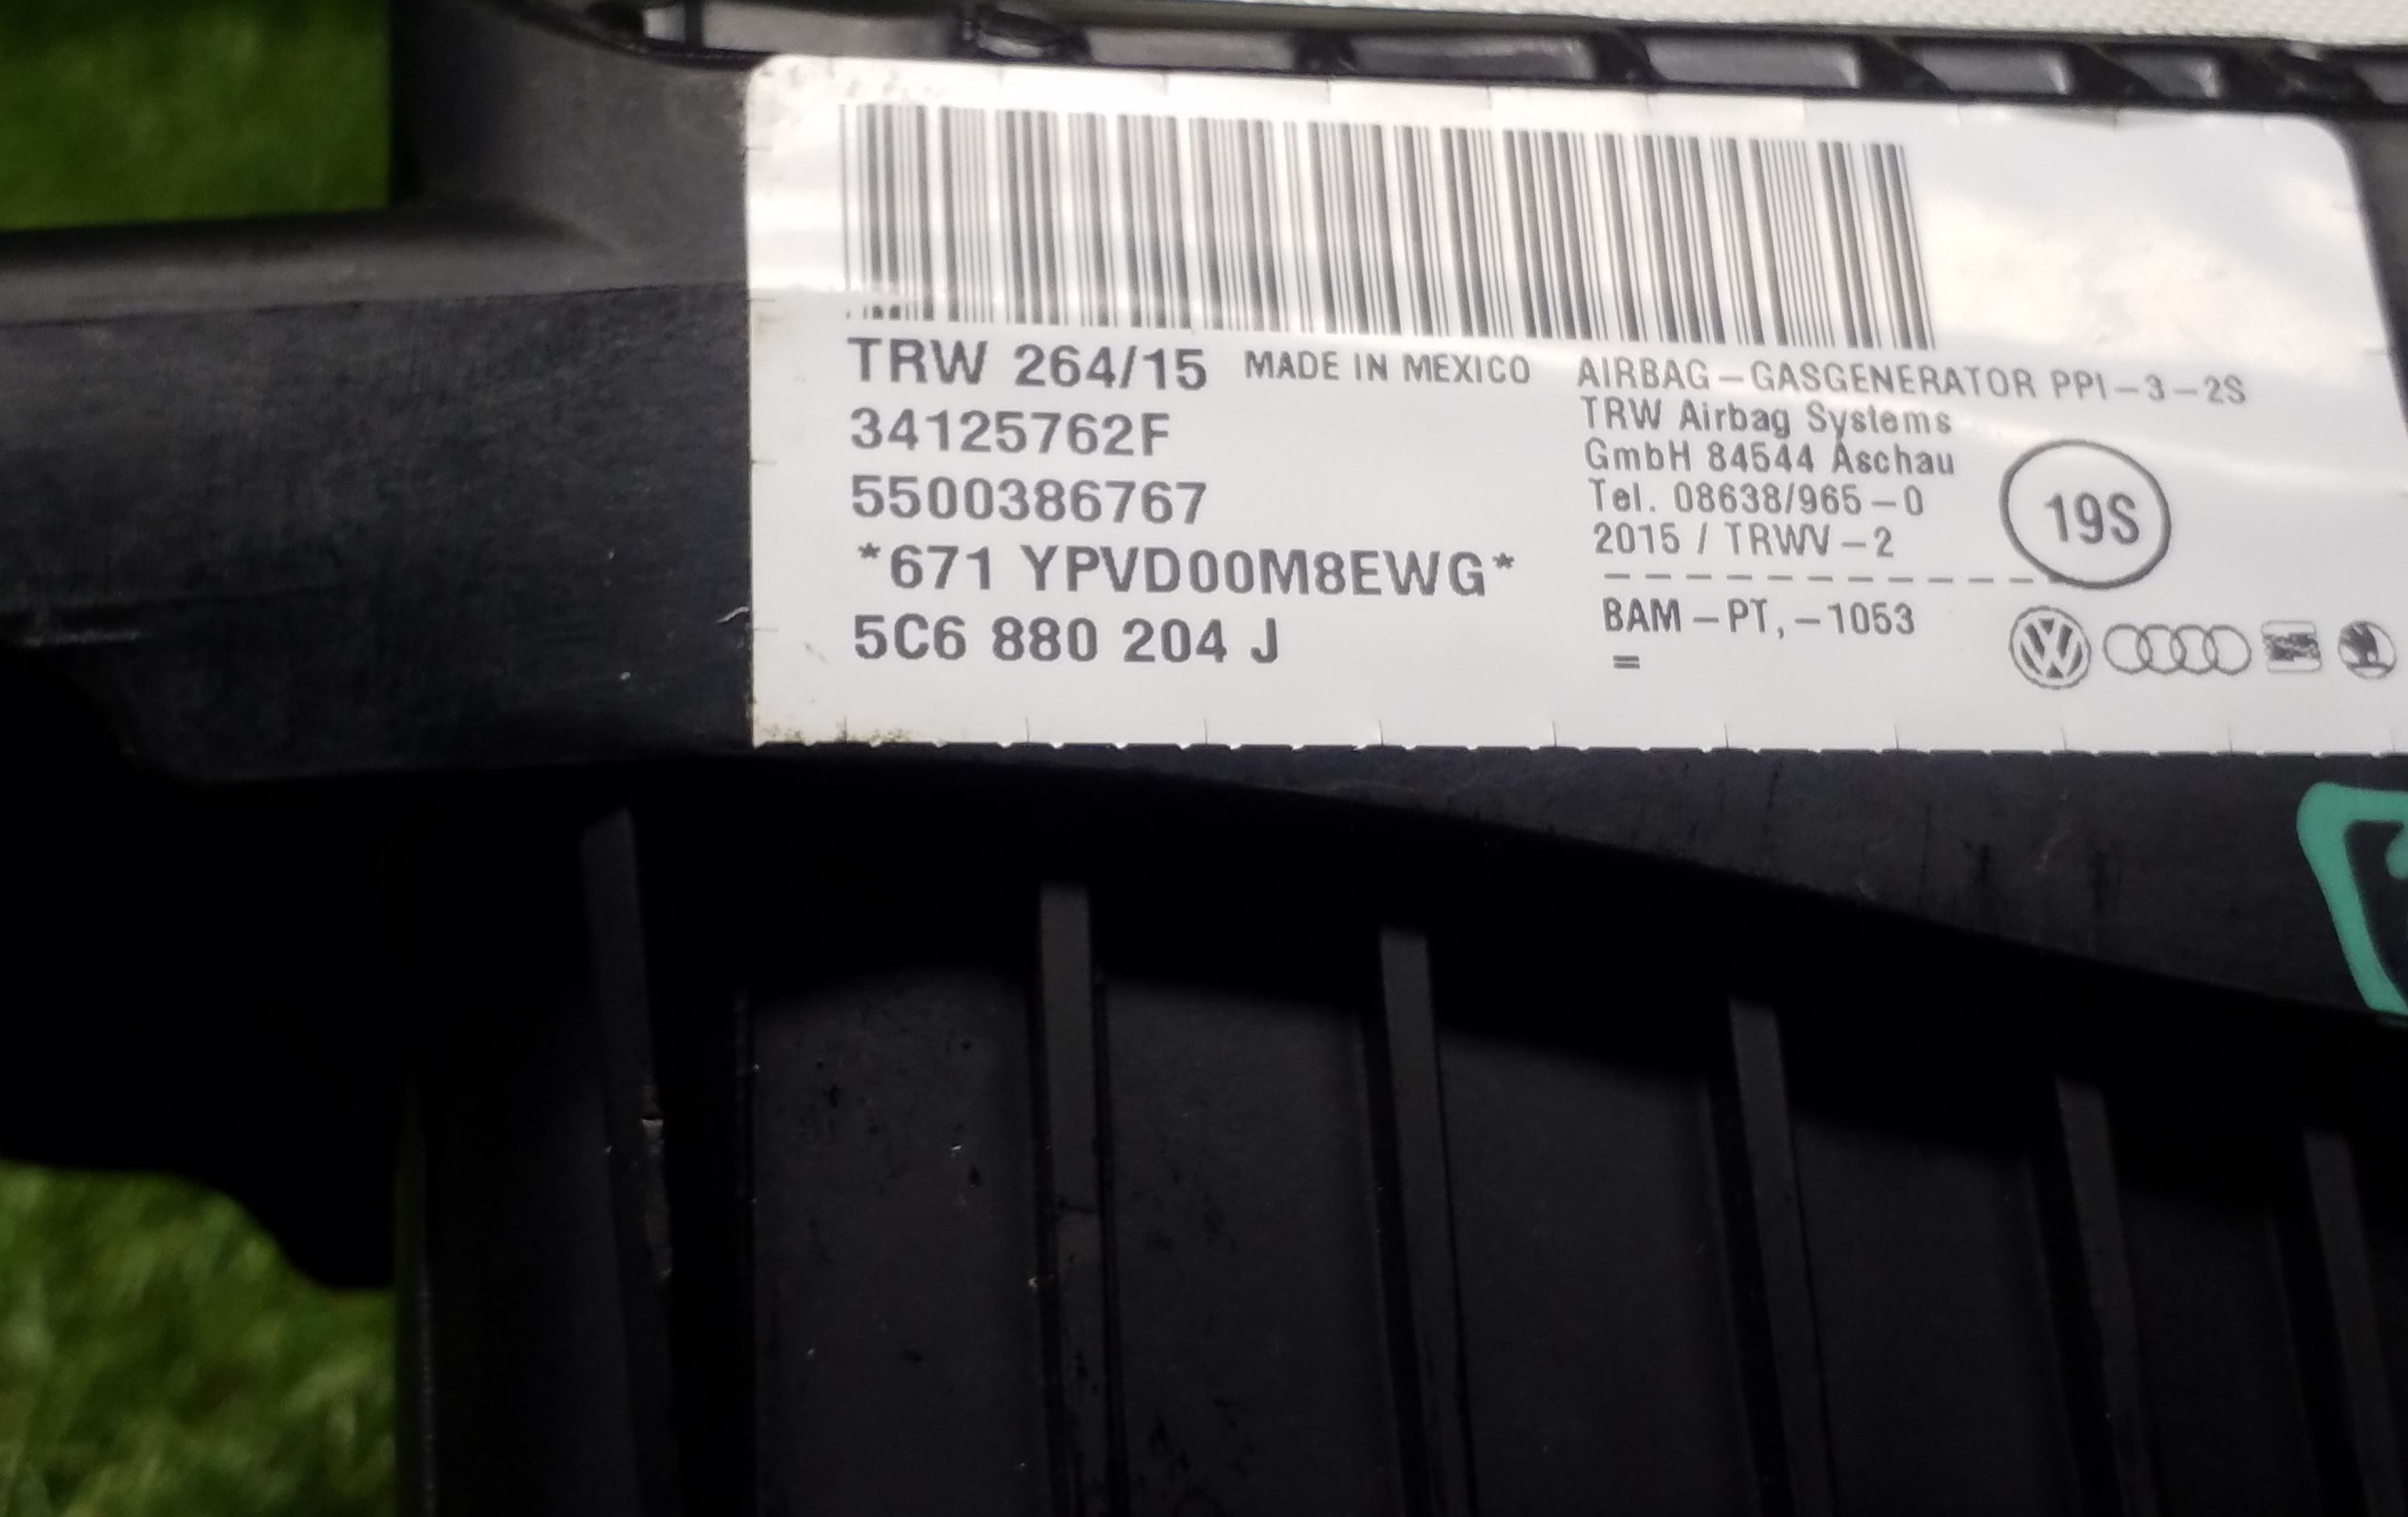 TRW 264/15 MADE IN MEXICO
34125762F
5500386767
*671 YPVD00M8EWG*
5C6 880 204 J
AIRBAG-GASGENERATOR PPI-3-2S
TRW Airbag Systems
GmbH 84544 Aschau
Tel. 08638/965-0
2015 / TRWV-2
BAM-PT,-1053
=
19S